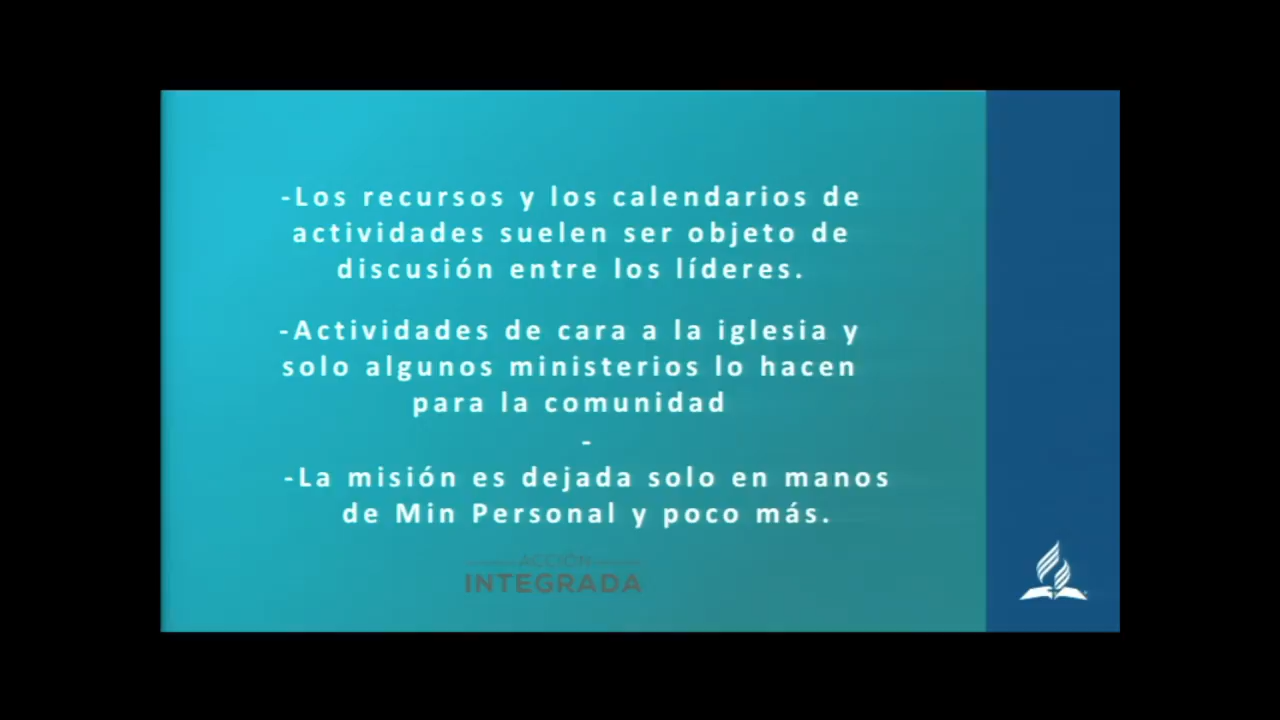 -Los recursos y los calendarios de
actividades suelen ser objeto de
discusión entre los líderes.
-Actividades de cara a la iglesia y
solo algunos ministerios lo hacen
para la comunidad
-
-La misión es dejada solo en manos
de Min Personal y poco más.
ACCIÓN
INTEGRADA